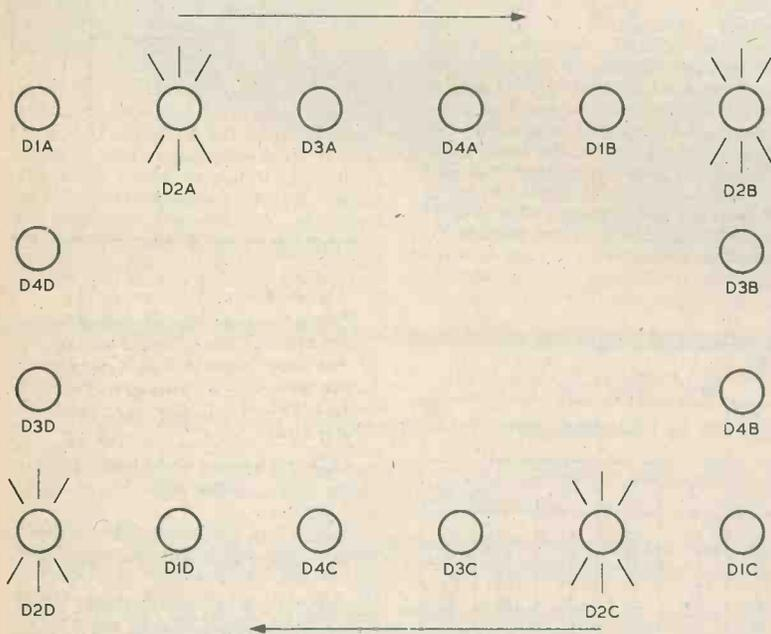 D1A D3A D4A D1B
D2A D2B
D4D D3B
D3D D4B
D1D D4C D3C D1C
D2D D2C